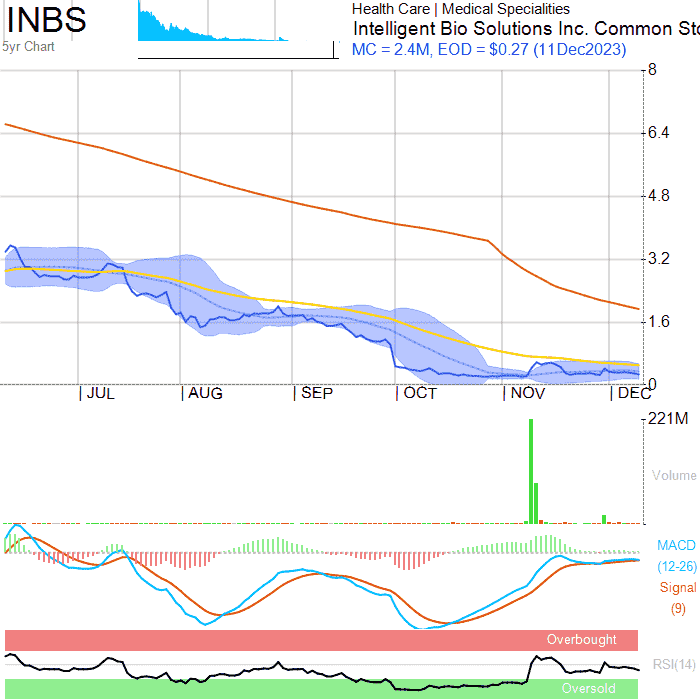 INBS
5yr Chart
Health Care | Medical Specialities
Intelligent Bio Solutions Inc. Common Sto
MC = 2.4M, EOD = $0.27 (11Dec2023)
8
6.4
4.8
3.2
1.6
0
| JUL | AUG | SEP | OCT | NOV | DEC
221M
Volume
MACD
(12-26)
Signal
(9)
Overbought
RSI(14)
Oversold